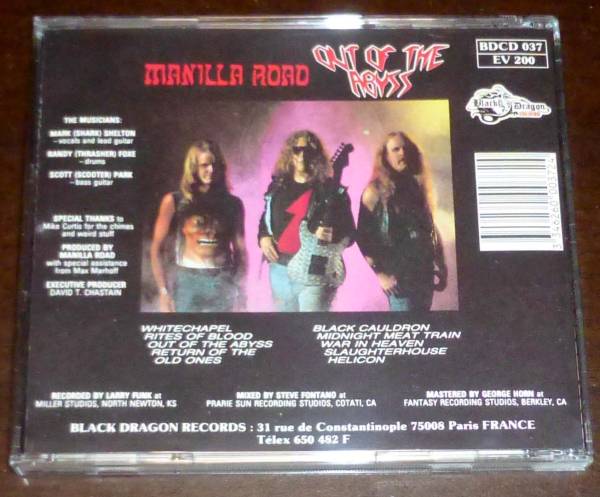 MANILLA ROAD
OUT OF THE
ABYSS
BDCD 037
EV 200
Black Dragon
THE MUSICIANS:
MARK (SHARK) SHELTON
–vocals and lead guitar
RANDY (THRASHER) FOXE
–drums
SCOTT (SCOOTER) PARK
–bass guitar
SPECIAL THANKS to
Mike Curtis for the chimes
and weird stuff
PRODUCED BY
MANILLA ROAD
with special assistance
from Max Merhoff
EXECUTIVE PRODUCER
DAVID T. CHASTAIN
WHITECHAPEL
RITES OF BLOOD
OUT OF THE ABYSS
RETURN OF THE
OLD ONES
BLACK CAULDRON
MIDNIGHT MEAT TRAIN
WAR IN HEAVEN
SLAUGHTERHOUSE
HELICON
RECORDED BY LARRY FUNK at
MILLER STUDIOS, NORTH NEWTON, KS
MIXED BY STEVE FONTANO at
PRARIE SUN RECORDING STUDIOS, COTATI, CA
MASTERED BY GEORGE HORN at
FANTASY RECORDING STUDIOS, BERKLEY, CA
BLACK DRAGON RECORDS : 31 rue de Constantinople 75008 Paris FRANCE
Télex 650 482 F